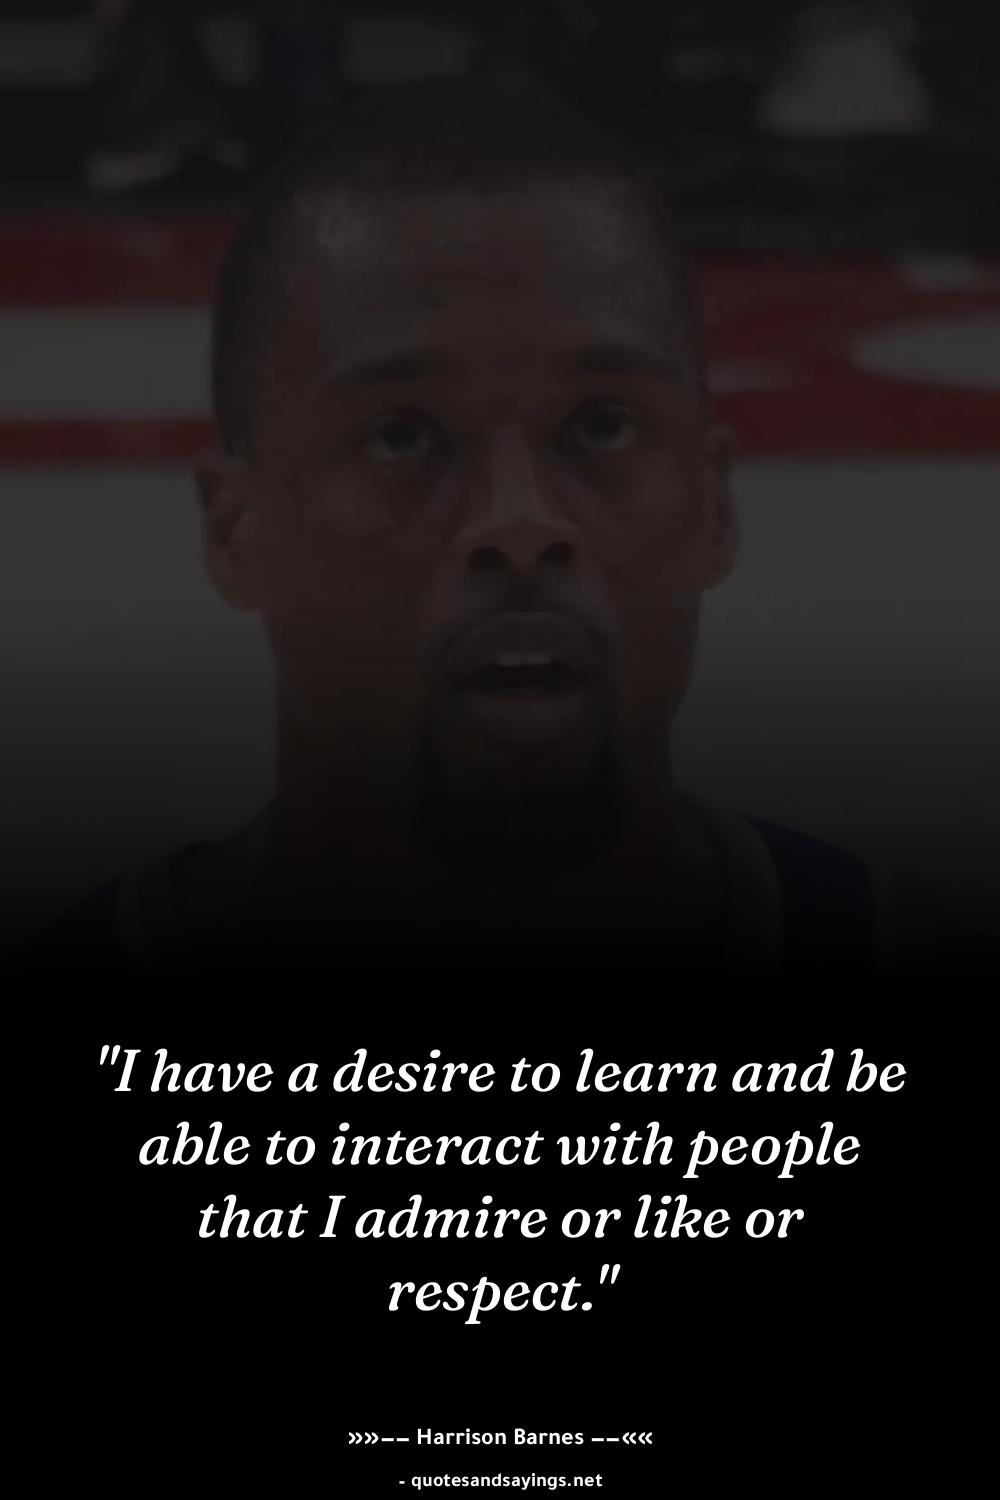 "I have a desire to learn and be
able to interact with people
that I admire or like or
respect."
»»–– Harrison Barnes ––««
- quotesandsayings.net